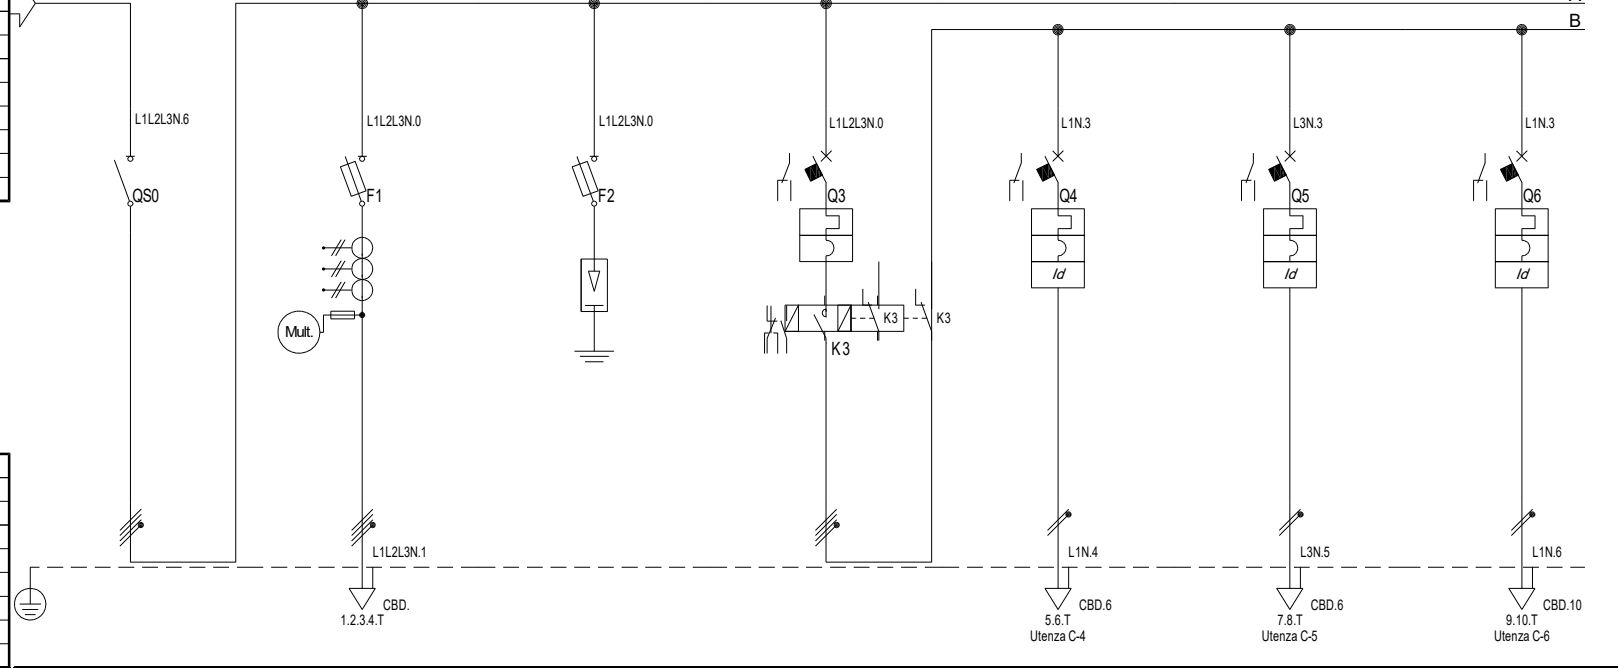 B
L1L2L3N.6
L1L2L3N.0
L1L2L3N.0
L1L2L3N.0
L1N.3
L3N.3
L1N.3
QS0
F1
F2
Q3
Q4
Q5
Q6
Id
Id
Id
Mult.
K3
K3
K3
L1L2L3N.1
L1N.4
L3N.5
L1N.6
CBD.
CBD.6
CBD.6
CBD.10
1.2.3.4.T
5.6.T
7.8.T
9.10.T
Utenza C-4
Utenza C-5
Utenza C-6